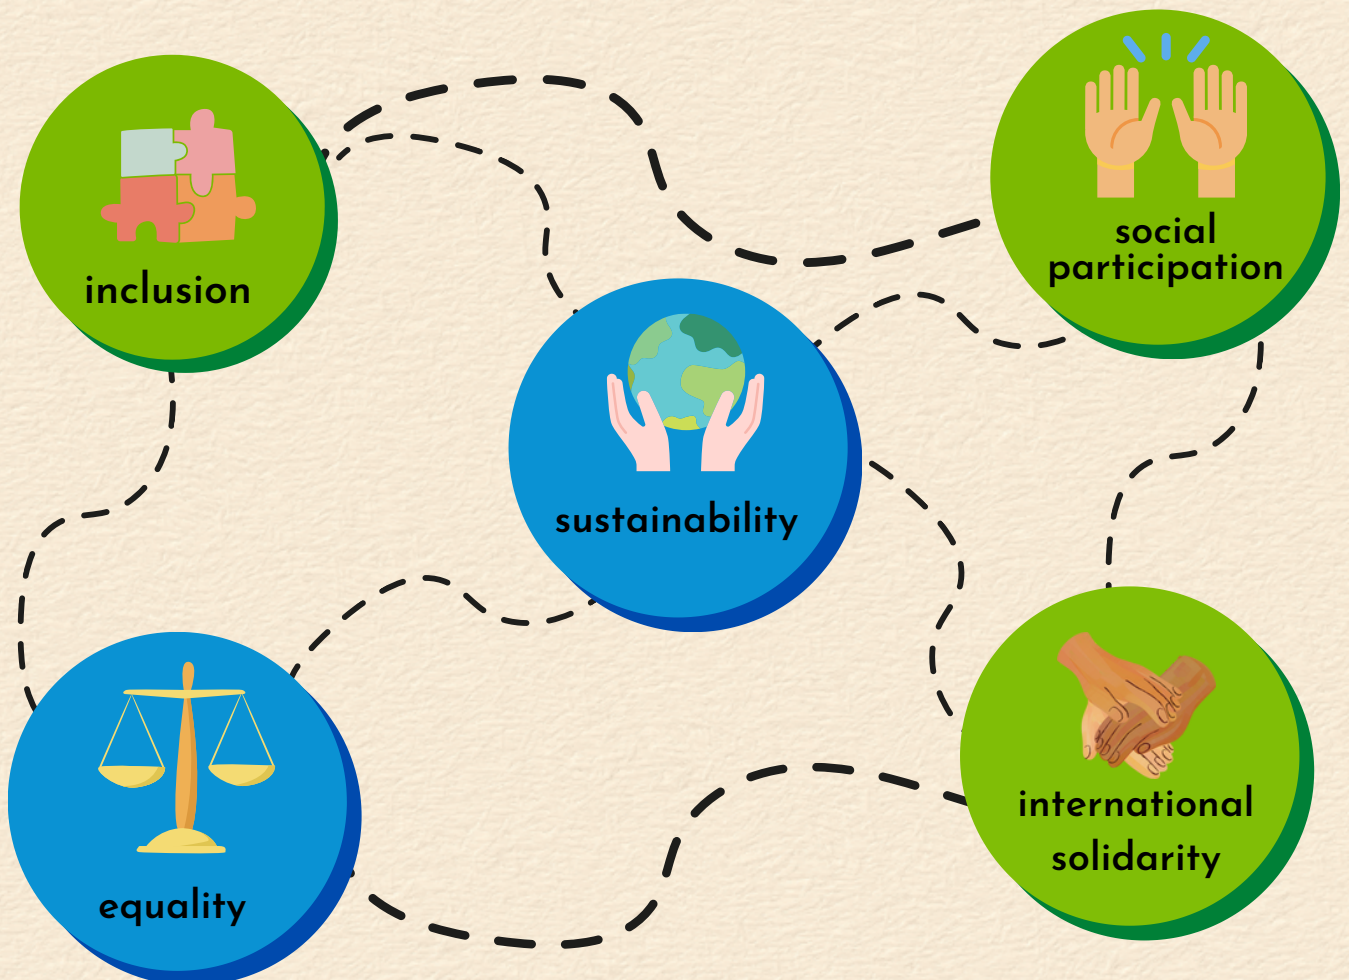 inclusion
social
participation
sustainability
equality
international
solidarity